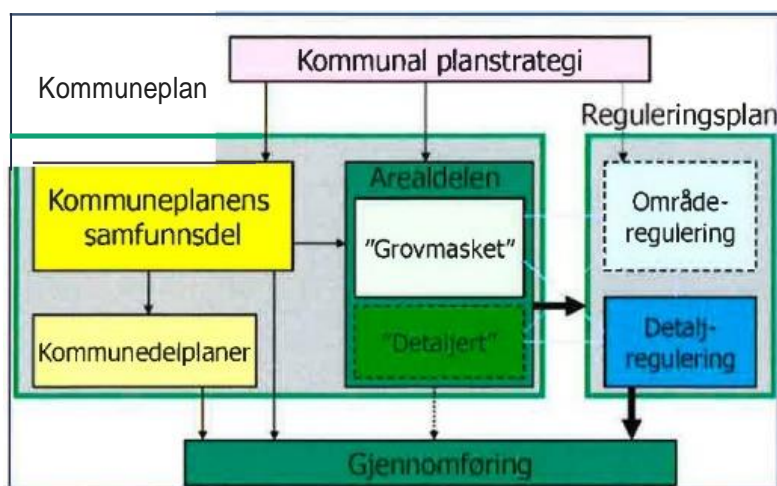 Kommunal planstrategi
Kommuneplan
Reguleringsplan
Kommuneplanens
samfunnsdel
Arealdelen
"Grovmasket"
Område-
regulering
Kommunedelplaner
"Detaljert"
Detalj-
regulering
Gjennomføring